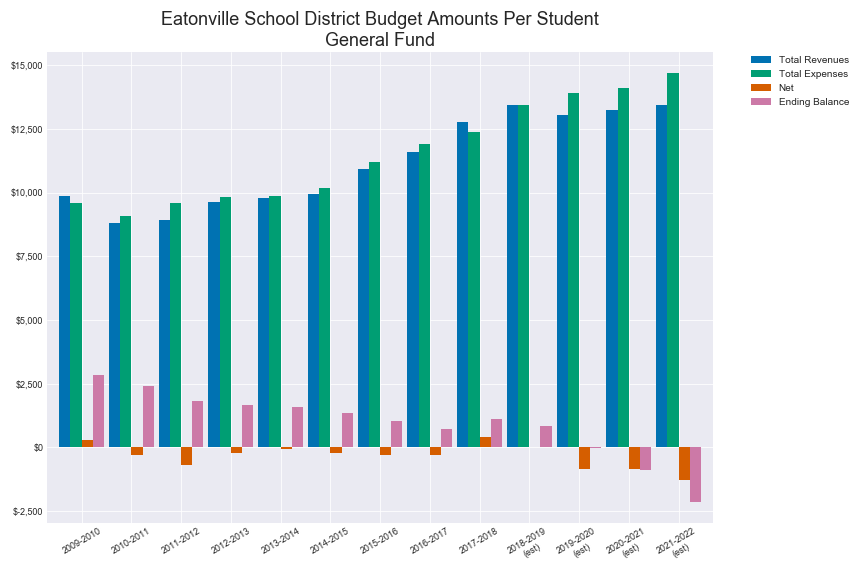 Eatonville School District Budget Amounts Per Student
General Fund
Total Revenues
Total Expenses
Net
Ending Balance
$15,000
$12,500
$10,000
$7,500
$5,000
$2,500
$0
$-2,500
2009-2010
2010-2011
2011-2012
2012-2013
2013-2014
2014-2015
2015-2016
2016-2017
2017-2018
2018-2019
(est)
2019-2020
(est)
2020-2021
(est)
2021-2022
(est)